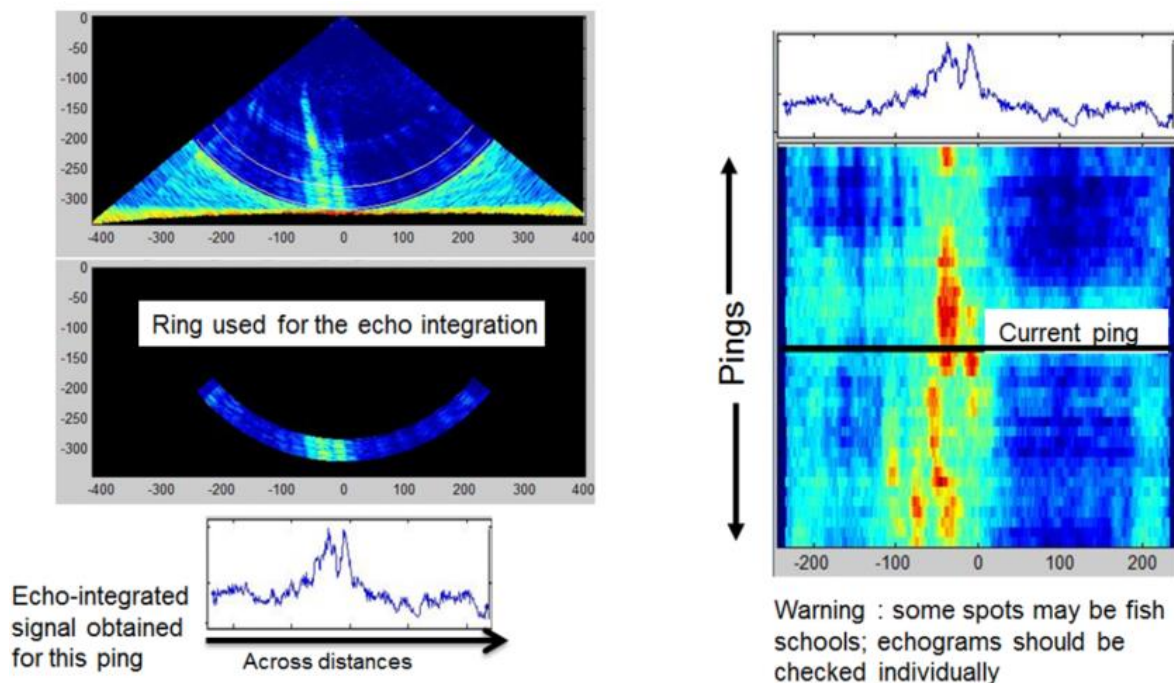 0
-50
-100
-150
-200
-250
-300
-400 -300 -200 -100 0 100 200 300 400
0
-50
-100
-150
-200
-250
-300
Ring used for the echo integration
-400 -300 -200 -100 0 100 200 300 400
Echo-integrated
signal obtained
for this ping
Across distances
Pings
Current ping
-200 -100 0 100 200
Warning : some spots may be fish
schools; echograms should be
checked individually